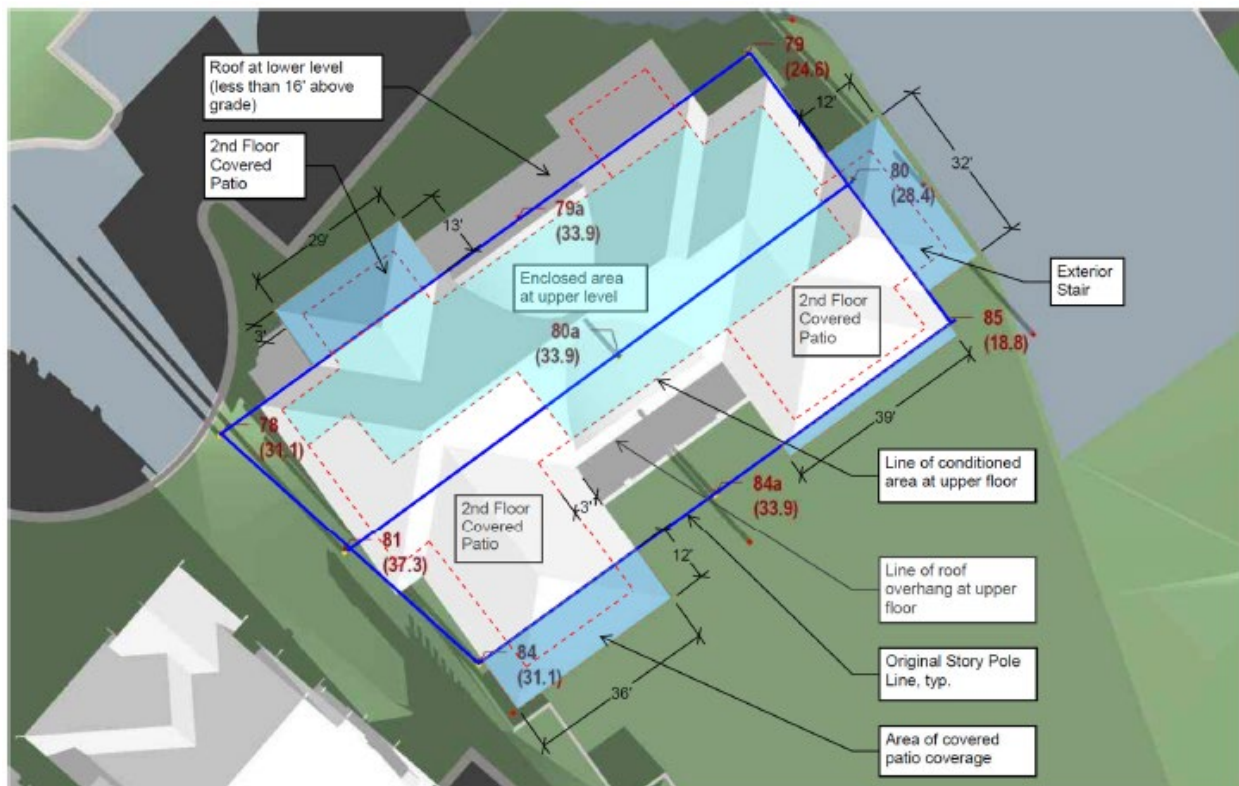 79
(24.6)
Roof at lower level
(less than 16' above
grade)
12'
2nd Floor
Covered
Patio
32'
80
(28.4)
79a
(33.9)
13'
29'
Enclosed area
at upper level
Exterior
Stair
2nd Floor
Covered
Patio
85
(18.8)
3'
80a
(33.9)
39'
78
(31.1)
Line of conditioned
area at upper floor
84a
(33.9)
3'
2nd Floor
Covered
Patio
81
(37.3)
12'
Line of roof
overhang at upper
floor
84
(31.1)
Original Story Pole
Line, typ.
36'
Area of covered
patio coverage